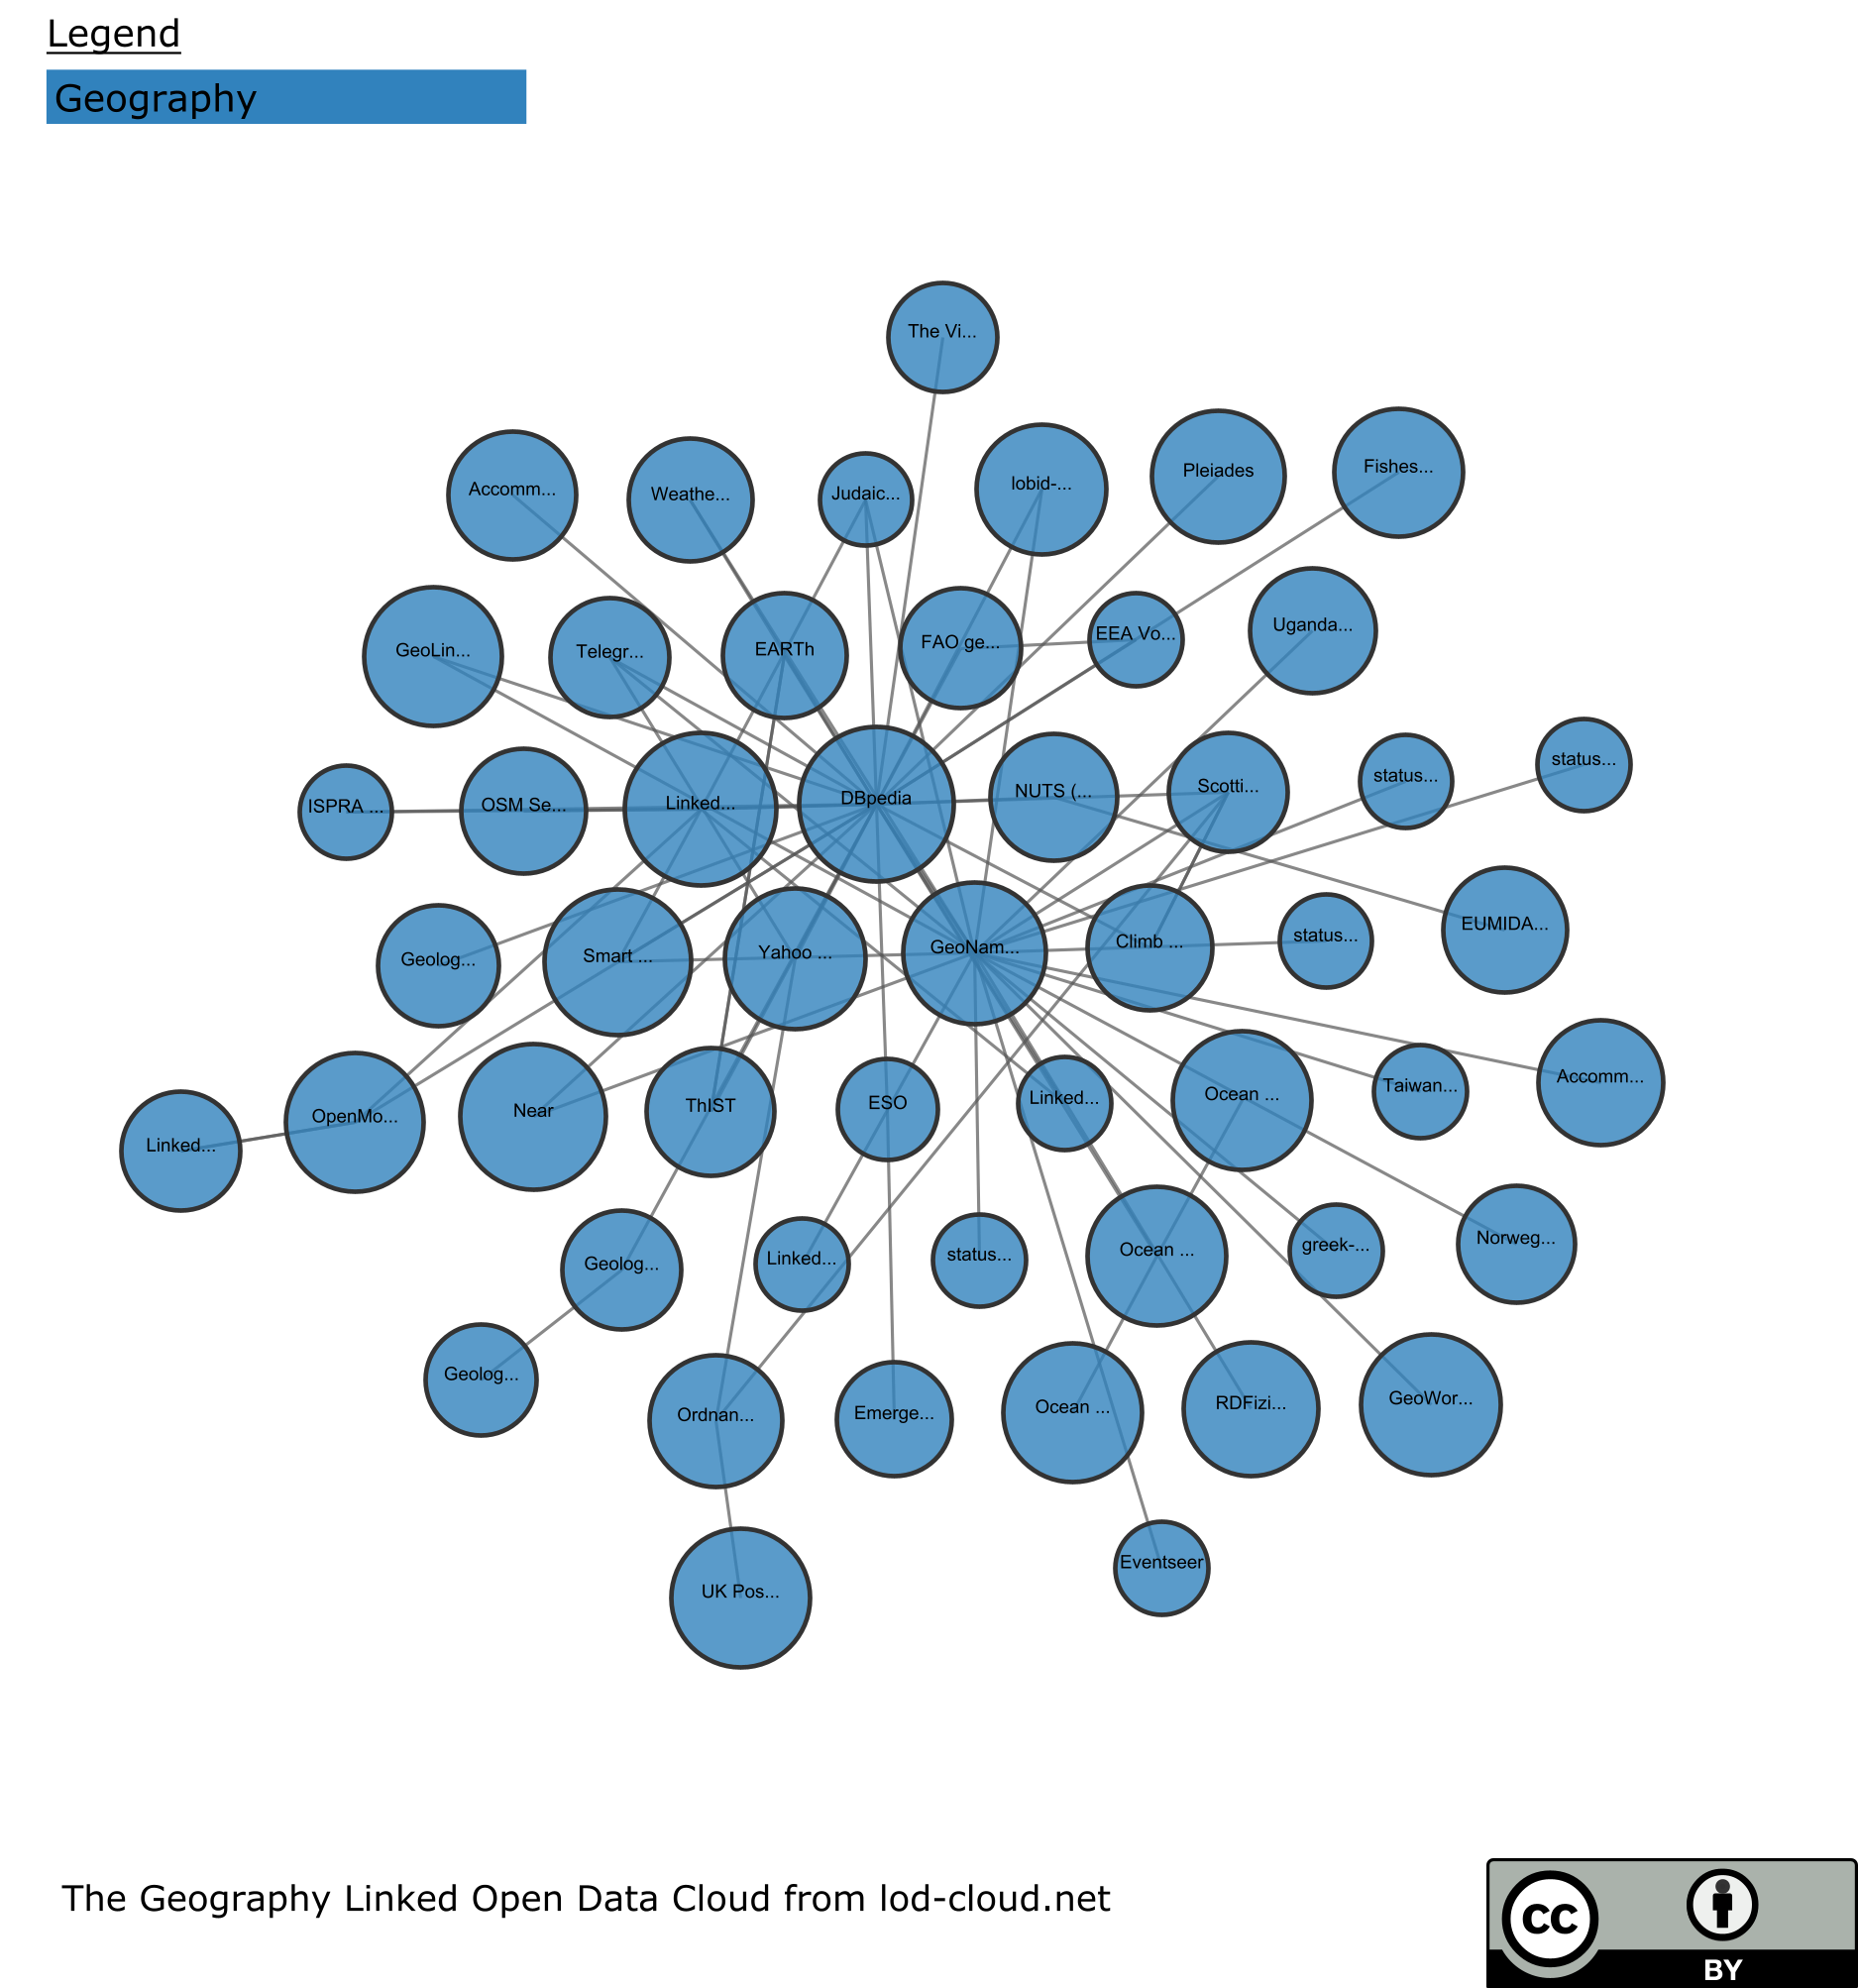 Legend
Geography
The Vi...
Accomm...
Weathe...
Judaic...
lobid-...
Pleiades
Fishes...
GeoLin...
Telegr...
EARTh
FAO ge...
EEA Vo...
Uganda...
ISPRA ...
OSM Se...
Linked...
DBpedia
NUTS (...
Scotti...
status...
status...
Geolog...
Smart ...
Yahoo ...
GeoNam...
Climb ...
status...
EUMIDA...
Linked...
OpenMo...
Near
ThIST
ESO
Linked...
Ocean ...
Taiwan...
Accomm...
Geolog...
Linked...
status...
Ocean ...
greek-...
Norweg...
Geolog...
Ordnan...
Emerge...
Ocean ...
RDFizi...
GeoWor...
UK Pos...
Eventseer
The Geography Linked Open Data Cloud from lod-cloud.net
cc
BY